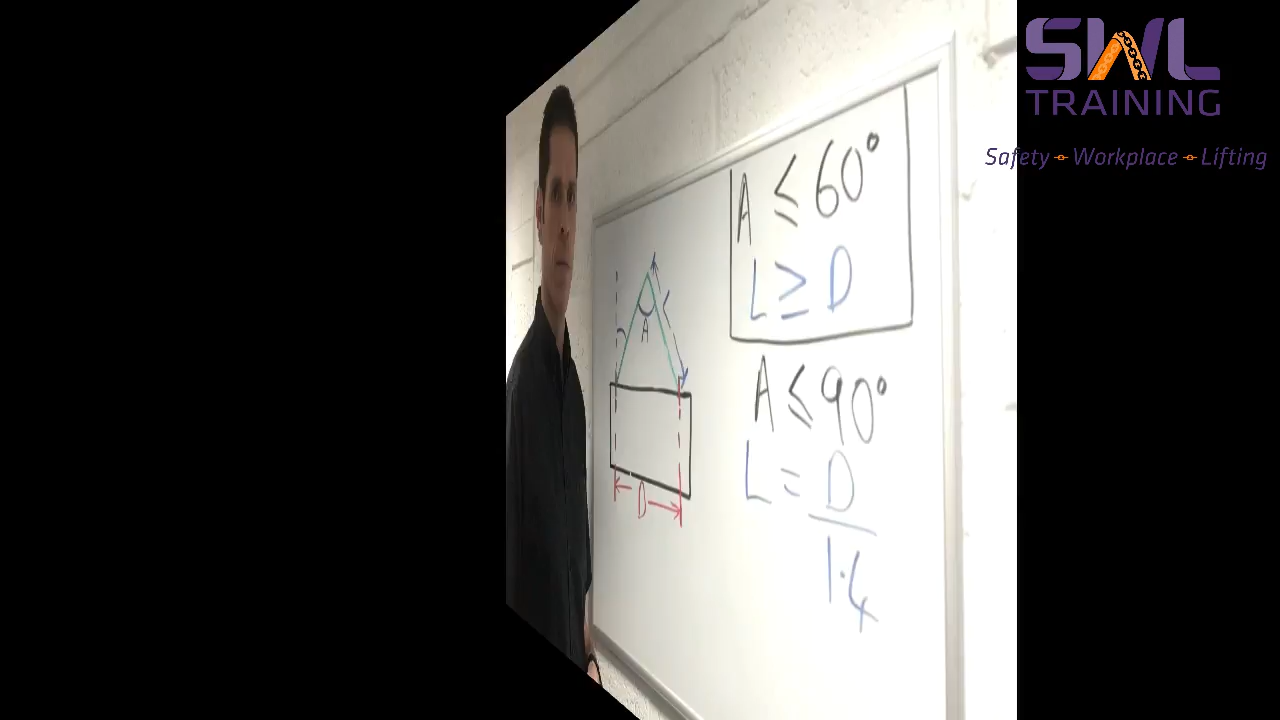 SWL
TRAINING
Safety Workplace Lifting
A ≤ 60°
L ≥ D
L
A
A ≤ 90°
L = D
1.4
D